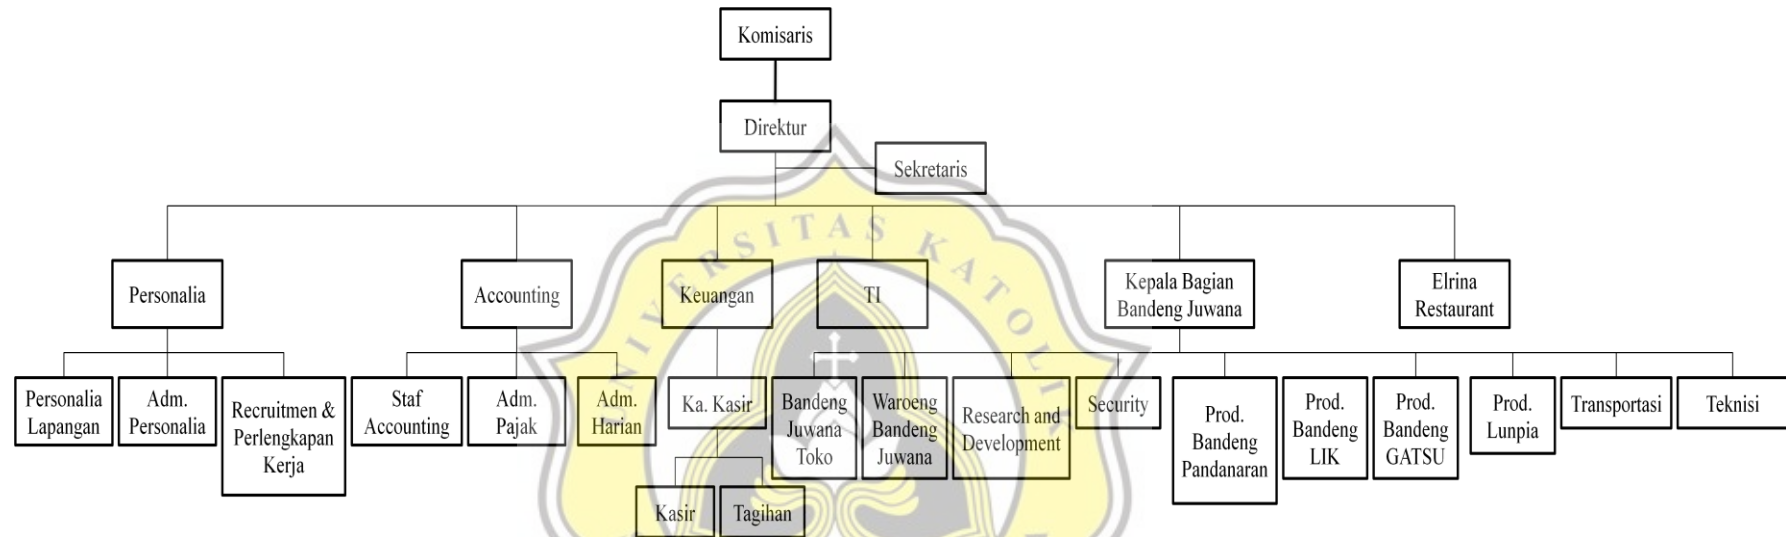 Komisaris
Direktur
Sekretaris
UNIVERSITAS KATOLIK
Personalia
Accounting
Keuangan
TI
Kepala Bagian
Bandeng Juwana
Elrina
Restaurant
Personalia
Lapangan
Adm.
Personalia
Recruitmen &
Perlengkapan
Kerja
Staf
Accounting
Adm.
Pajak
Adm.
Harian
Ka. Kasir
Bandeng
Juwana
Toko
Waroeng
Bandeng
Juwana
Research and
Development
Security
Prod.
Bandeng
Pandanaran
Prod.
Bandeng
LIK
Prod.
Bandeng
GATSU
Prod.
Lunpia
Transportasi
Teknisi
Kasir
Tagihan